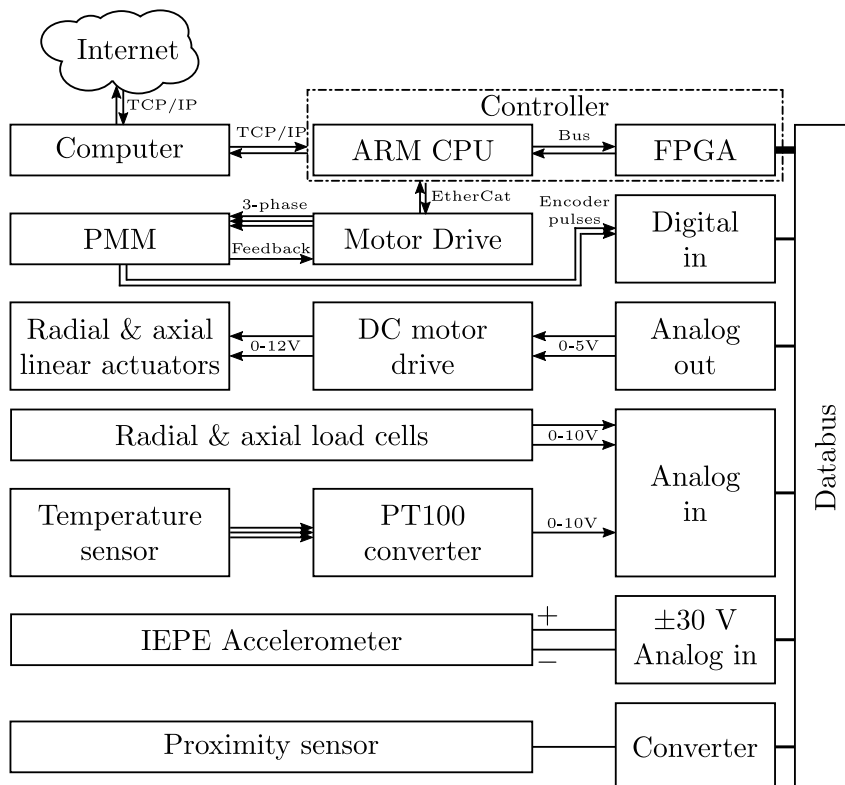 Internet
TCP/IP
Controller
Computer
TCP/IP
ARM CPU
Bus
FPGA
EtherCat
PMM
3-phase
Feedback
Motor Drive
Encoder
pulses
Digital
in
Radial & axial
linear actuators
0-12V
DC motor
drive
0-5V
Analog
out
Radial & axial load cells
0-10V
Analog
in
Temperature
sensor
PT100
converter
0-10V
IEPE Accelerometer
+
−
±30 V
Analog in
Proximity sensor
Converter
Databus